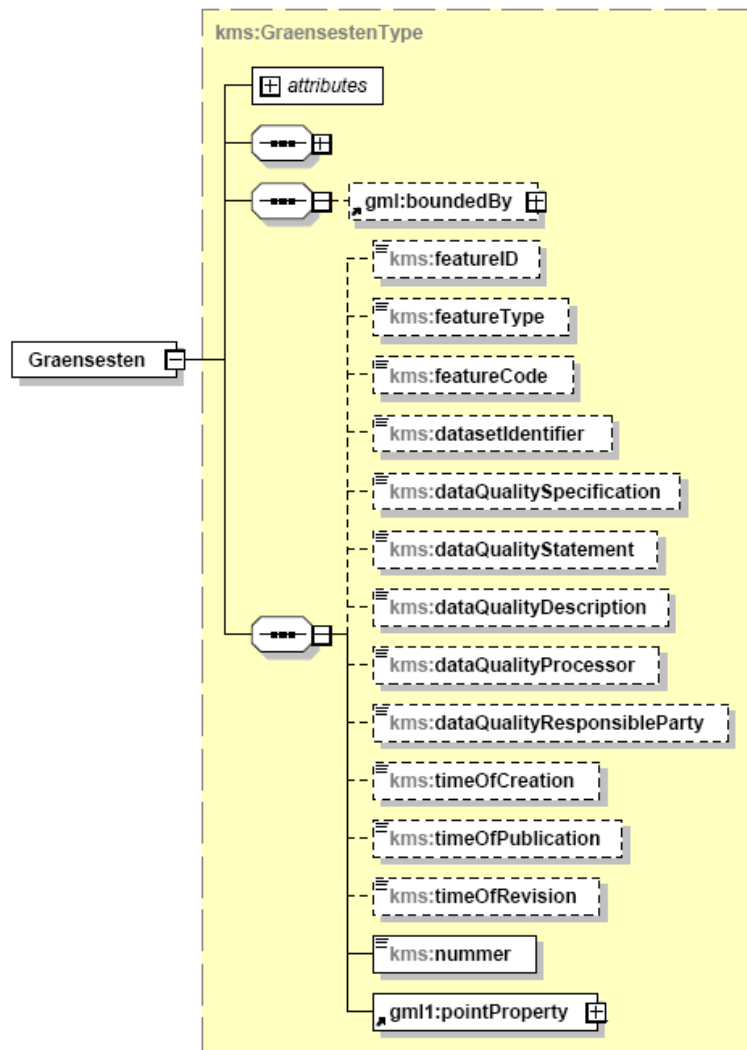 kms:GraensestenType
attributes
gml:boundedBy
kms:featureID
kms:featureType
Graensesten
kms:featureCode
kms:datasetIdentifier
kms:dataQualitySpecification
kms:dataQualityStatement
kms:dataQualityDescription
kms:dataQualityProcessor
kms:dataQualityResponsibleParty
kms:timeOfCreation
kms:timeOfPublication
kms:timeOfRevision
kms:nummer
gml1:pointProperty